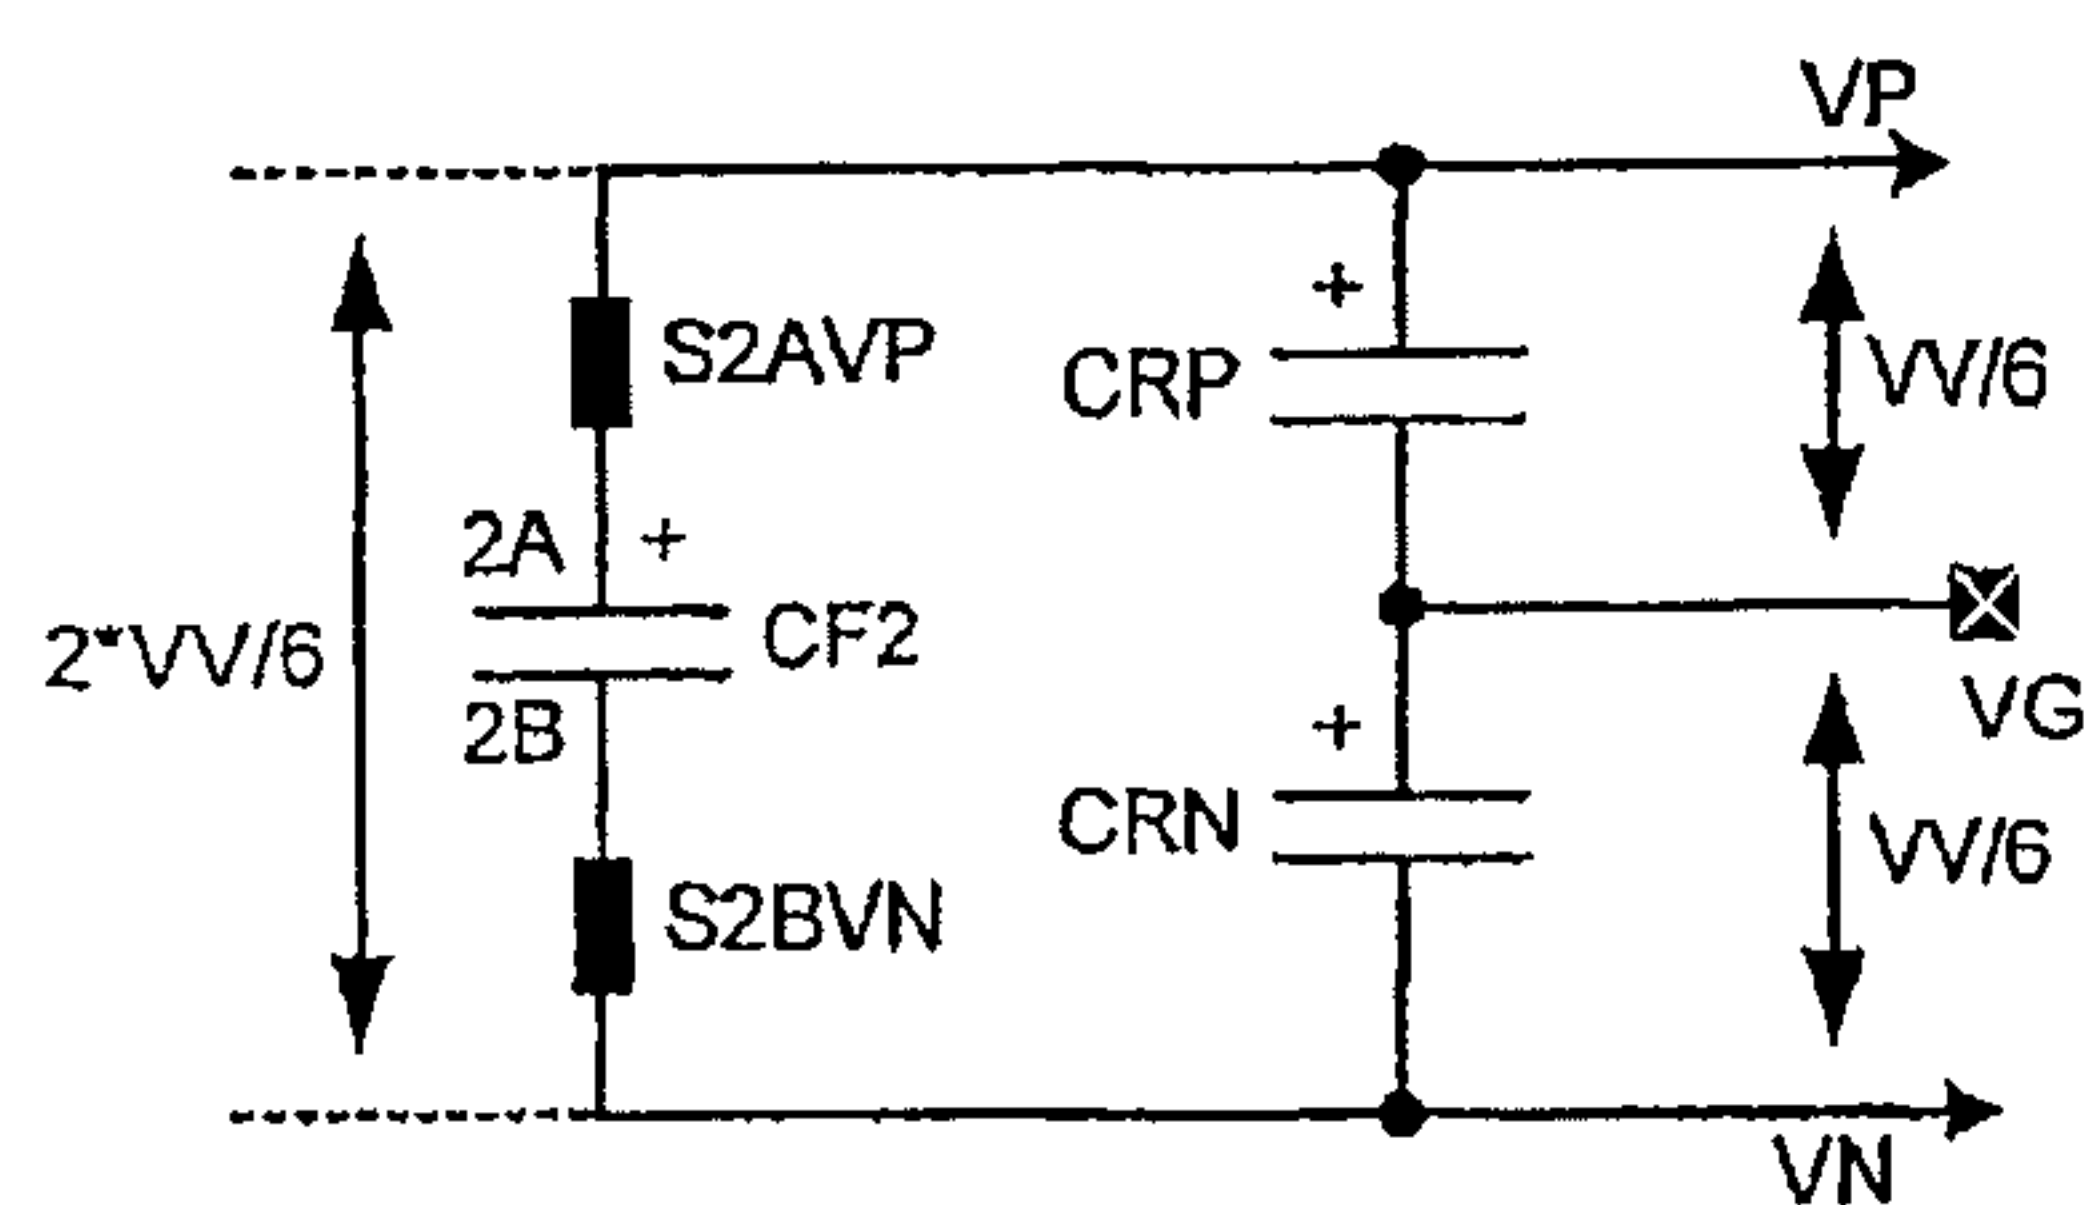 VP
+
S2AVP
CRP
VV/6
2A +
2*VV/6
CF2
2B
VG
+
CRN
VV/6
S2BVN
VN